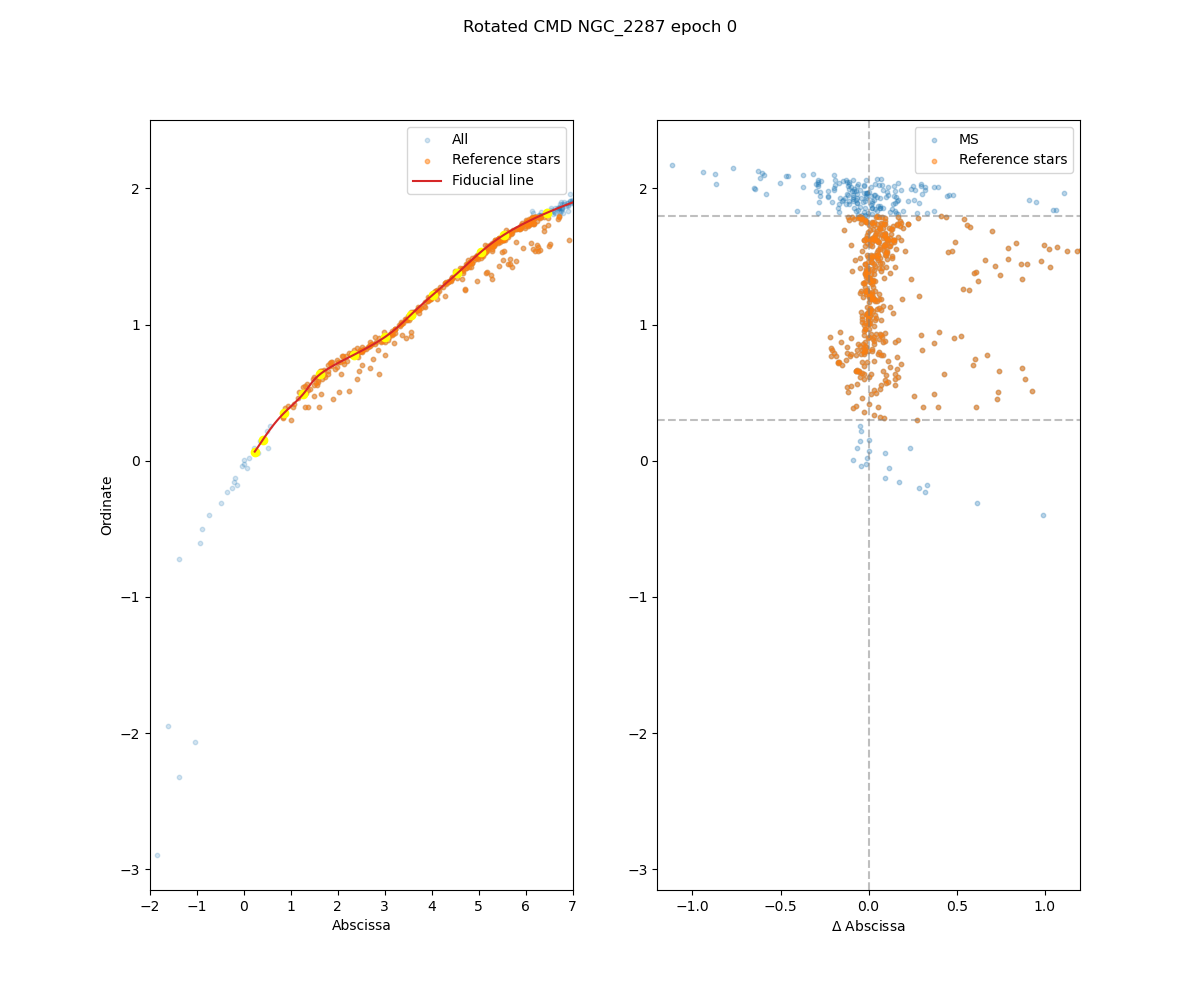 Rotated CMD NGC_2287 epoch 0
All
Reference stars
Fiducial line
2
1
0
−1
−2
−3
Ordinate
−2 −1 0 1 2 3 4 5 6 7
Abscissa
MS
Reference stars
2
1
0
−1
−2
−3
−1.0 −0.5 0.0 0.5 1.0
Δ Abscissa